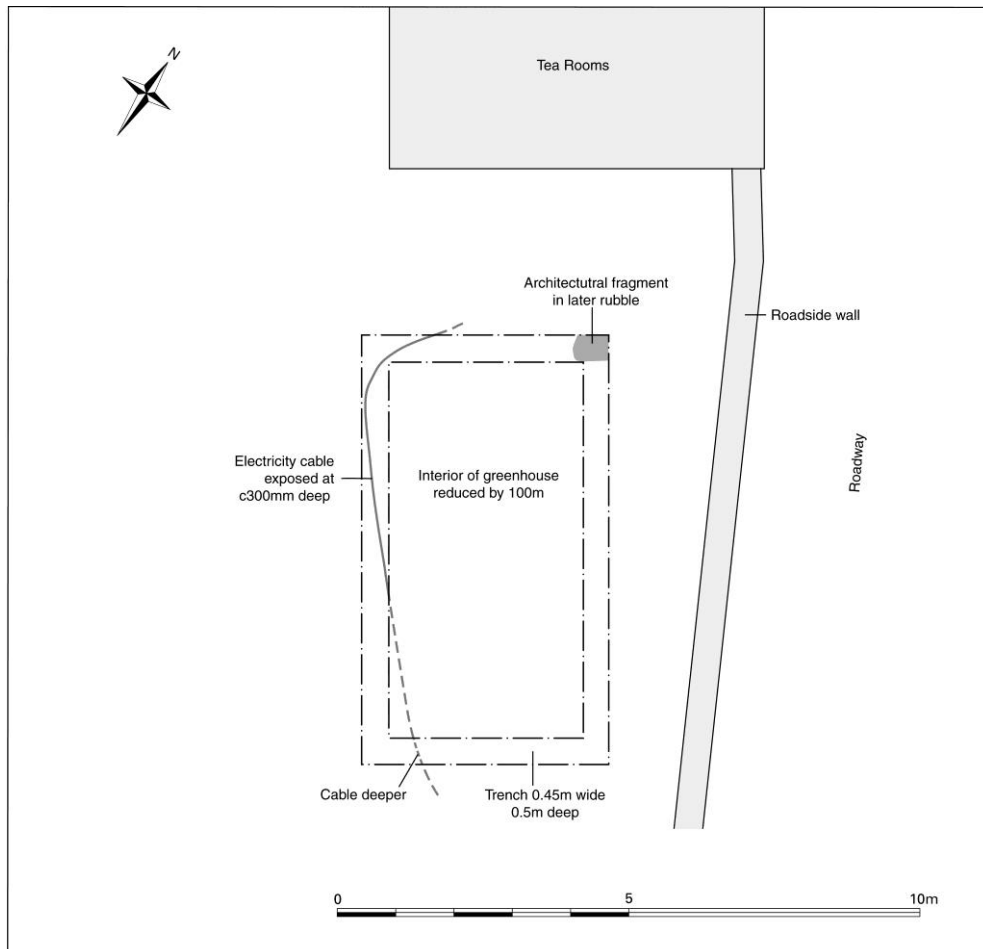 N
Tea Rooms
Architectutral fragment
in later rubble
Roadside wall
Electricity cable
exposed at
c300mm deep
Interior of greenhouse
reduced by 100m
Roadway
Cable deeper
Trench 0.45m wide
0.5m deep
0
5
10m